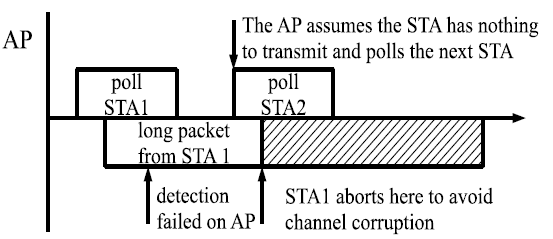 The AP assumes the STA has nothing
to transmit and polls the next STA
AP
poll
STA1
poll
STA2
long packet
from STA 1
detection
failed on AP
STA1 aborts here to avoid
channel corruption